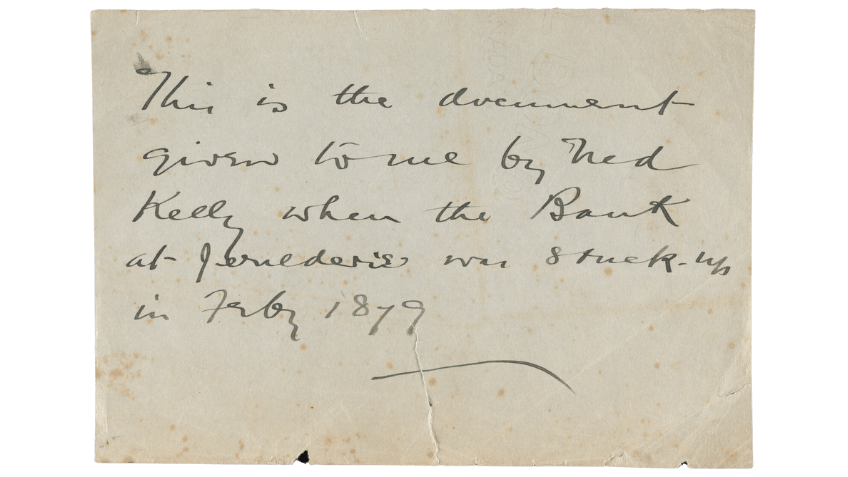 This is the document
given to me by Ned
Kelly when the Bank
at Jerilderie was stuck-up
in Feby 1879